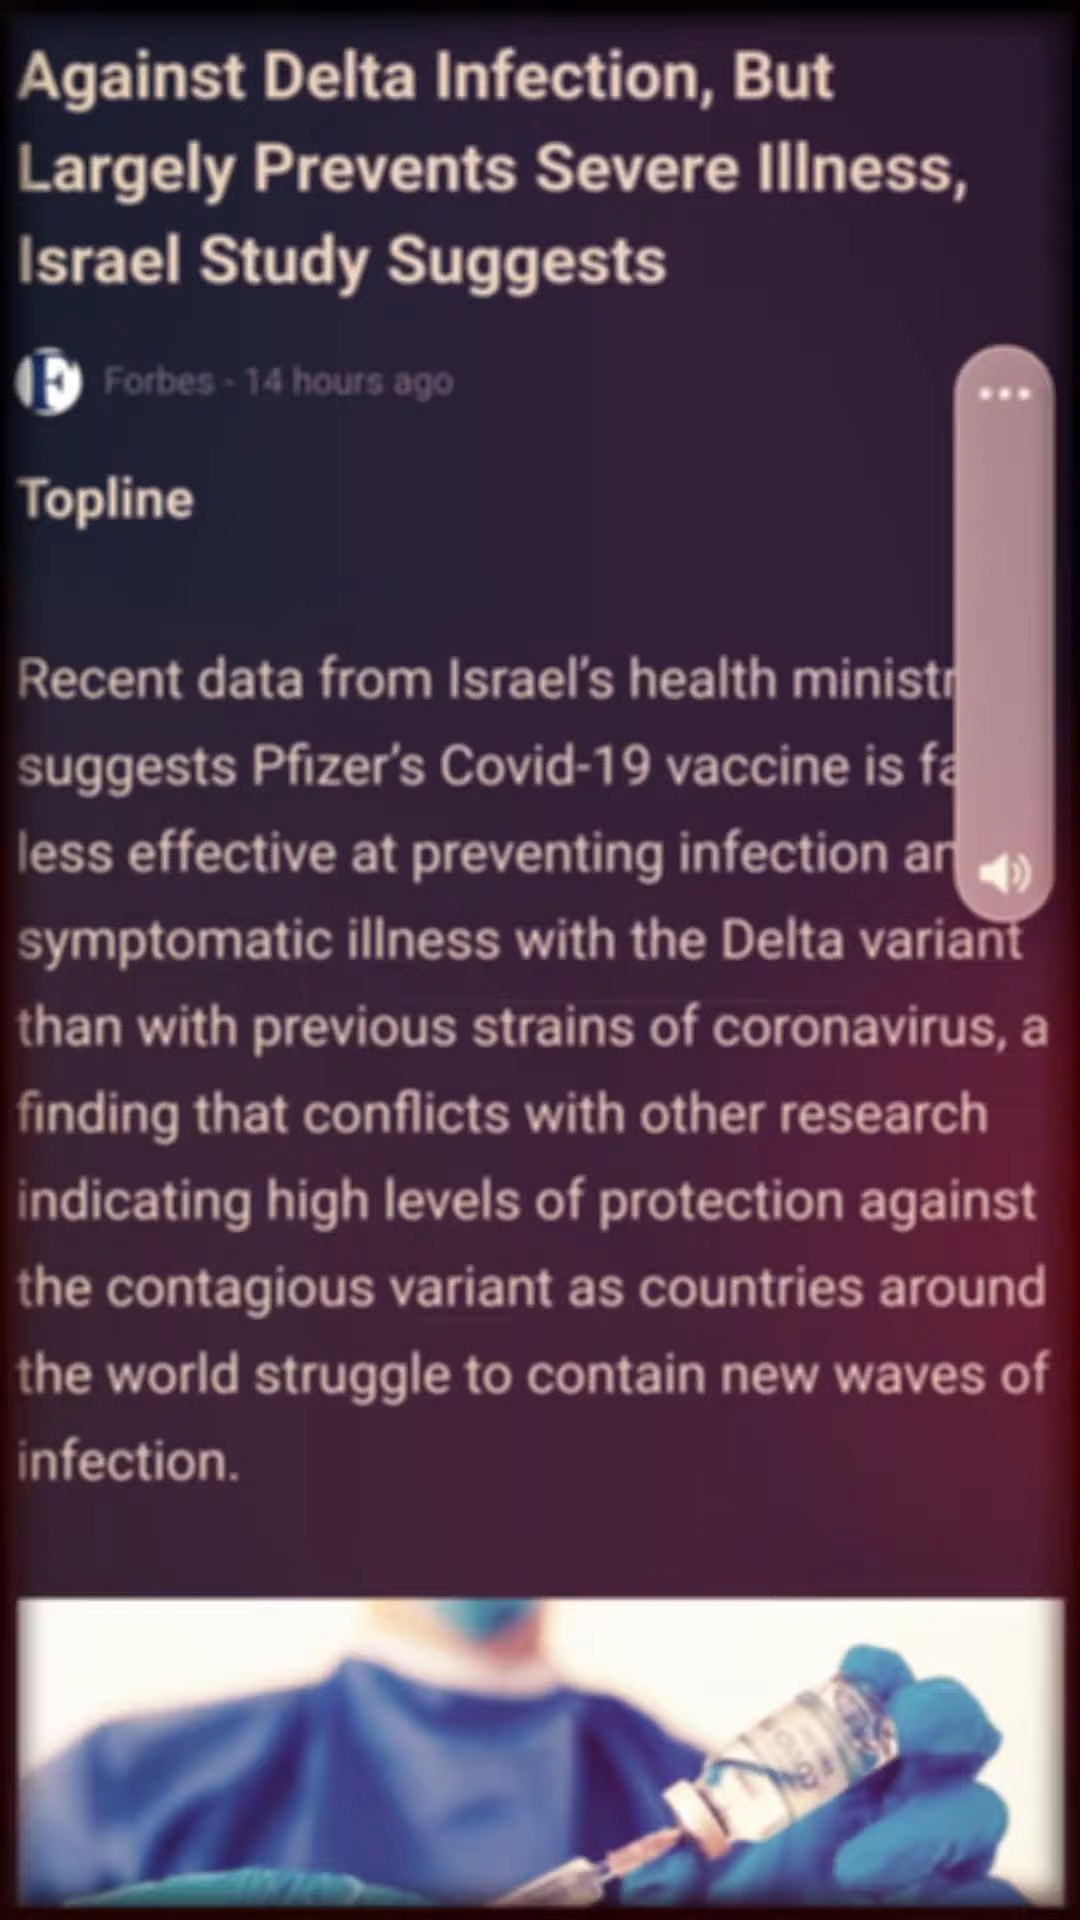 Against Delta Infection, But
Largely Prevents Severe Illness,
Israel Study Suggests
Forbes - 14 hours ago
Topline
Recent data from Israel's health ministr
suggests Pfizer's Covid-19 vaccine is fa
less effective at preventing infection an
symptomatic illness with the Delta variant
than with previous strains of coronavirus, a
finding that conflicts with other research
indicating high levels of protection against
the contagious variant as countries around
the world struggle to contain new waves of
infection.